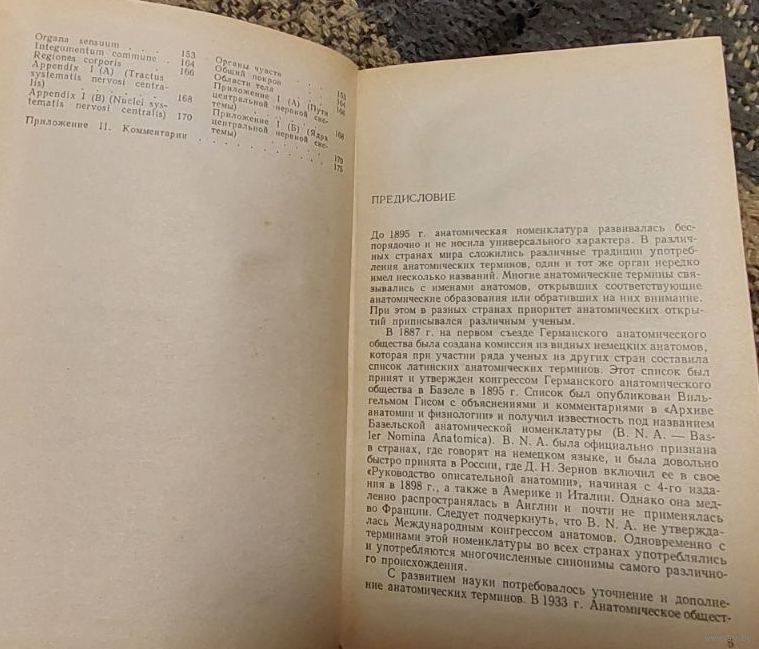 Organa sensuum . . . . 153
Integumentum commune . 164
Regiones corporis . . . 166
Appendix I (A) (Tractus
systematis nervosi centra-
lis) . . . . . . . . 168
Appendix I (B) (Nuclei sys-
tematis nervosi centralis) 170
Приложение II. Комментарии . . . . . . . . . . . 175
Органы чувств . . . 153
Общий покров . . . 164
Области тела . . . 166
Приложение I (А) (Пути
центральной нервной сис-
темы) . . . . . . . 168
Приложение I (Б) (Ядра
центральной нервной сис-
темы) . . . . . . . 170
ПРЕДИСЛОВИЕ
До 1895 г. анатомическая номенклатура развивалась бес-
порядочно и не носила универсального характера. В различ-
ных странах мира сложились различные традиции употреб-
ления анатомических терминов, один и тот же орган нередко
имел несколько названий. Многие анатомические термины свя-
зывались с именами анатомов, открывших соответствующие
анатомические образования или обративших на них внимание.
При этом в разных странах приоритет анатомических откры-
тий приписывался различным ученым.
В 1887 г. на первом съезде Германского анатомического
общества была создана комиссия из видных немецких анатомов,
которая при участии ряда ученых из других стран составила
список латинских анатомических терминов. Этот список был
принят и утвержден конгрессом Германского анатомического
общества в Базеле в 1895 г. Список был опубликован Виль-
гельмом Гисом с объяснениями и комментариями в «Архиве
анатомии и физиологии» и получил известность под названием
Базельской анатомической номенклатуры (B. N. A. — Bas-
ler Nomina Anatomica). B. N. A. была официально признана
в странах, где говорят на немецком языке, и была довольно
быстро принята в России, где Д. Н. Зернов включил ее в свое
«Руководство описательной анатомии», начиная с 4-го изда-
ния в 1898 г., а также в Америке и Италии. Однако она мед-
ленно распространялась в Англии и почти не применялась
во Франции. Следует подчеркнуть, что B. N. A. не утвержда-
лась Международным конгрессом анатомов. Одновременно с
терминами этой номенклатуры во всех странах употреблялись
и употребляются многочисленные синонимы самого различно-
го происхождения.
С развитием науки потребовалось уточнение и дополне-
ние анатомических терминов. В 1933 г. Анатомическое общест-
5